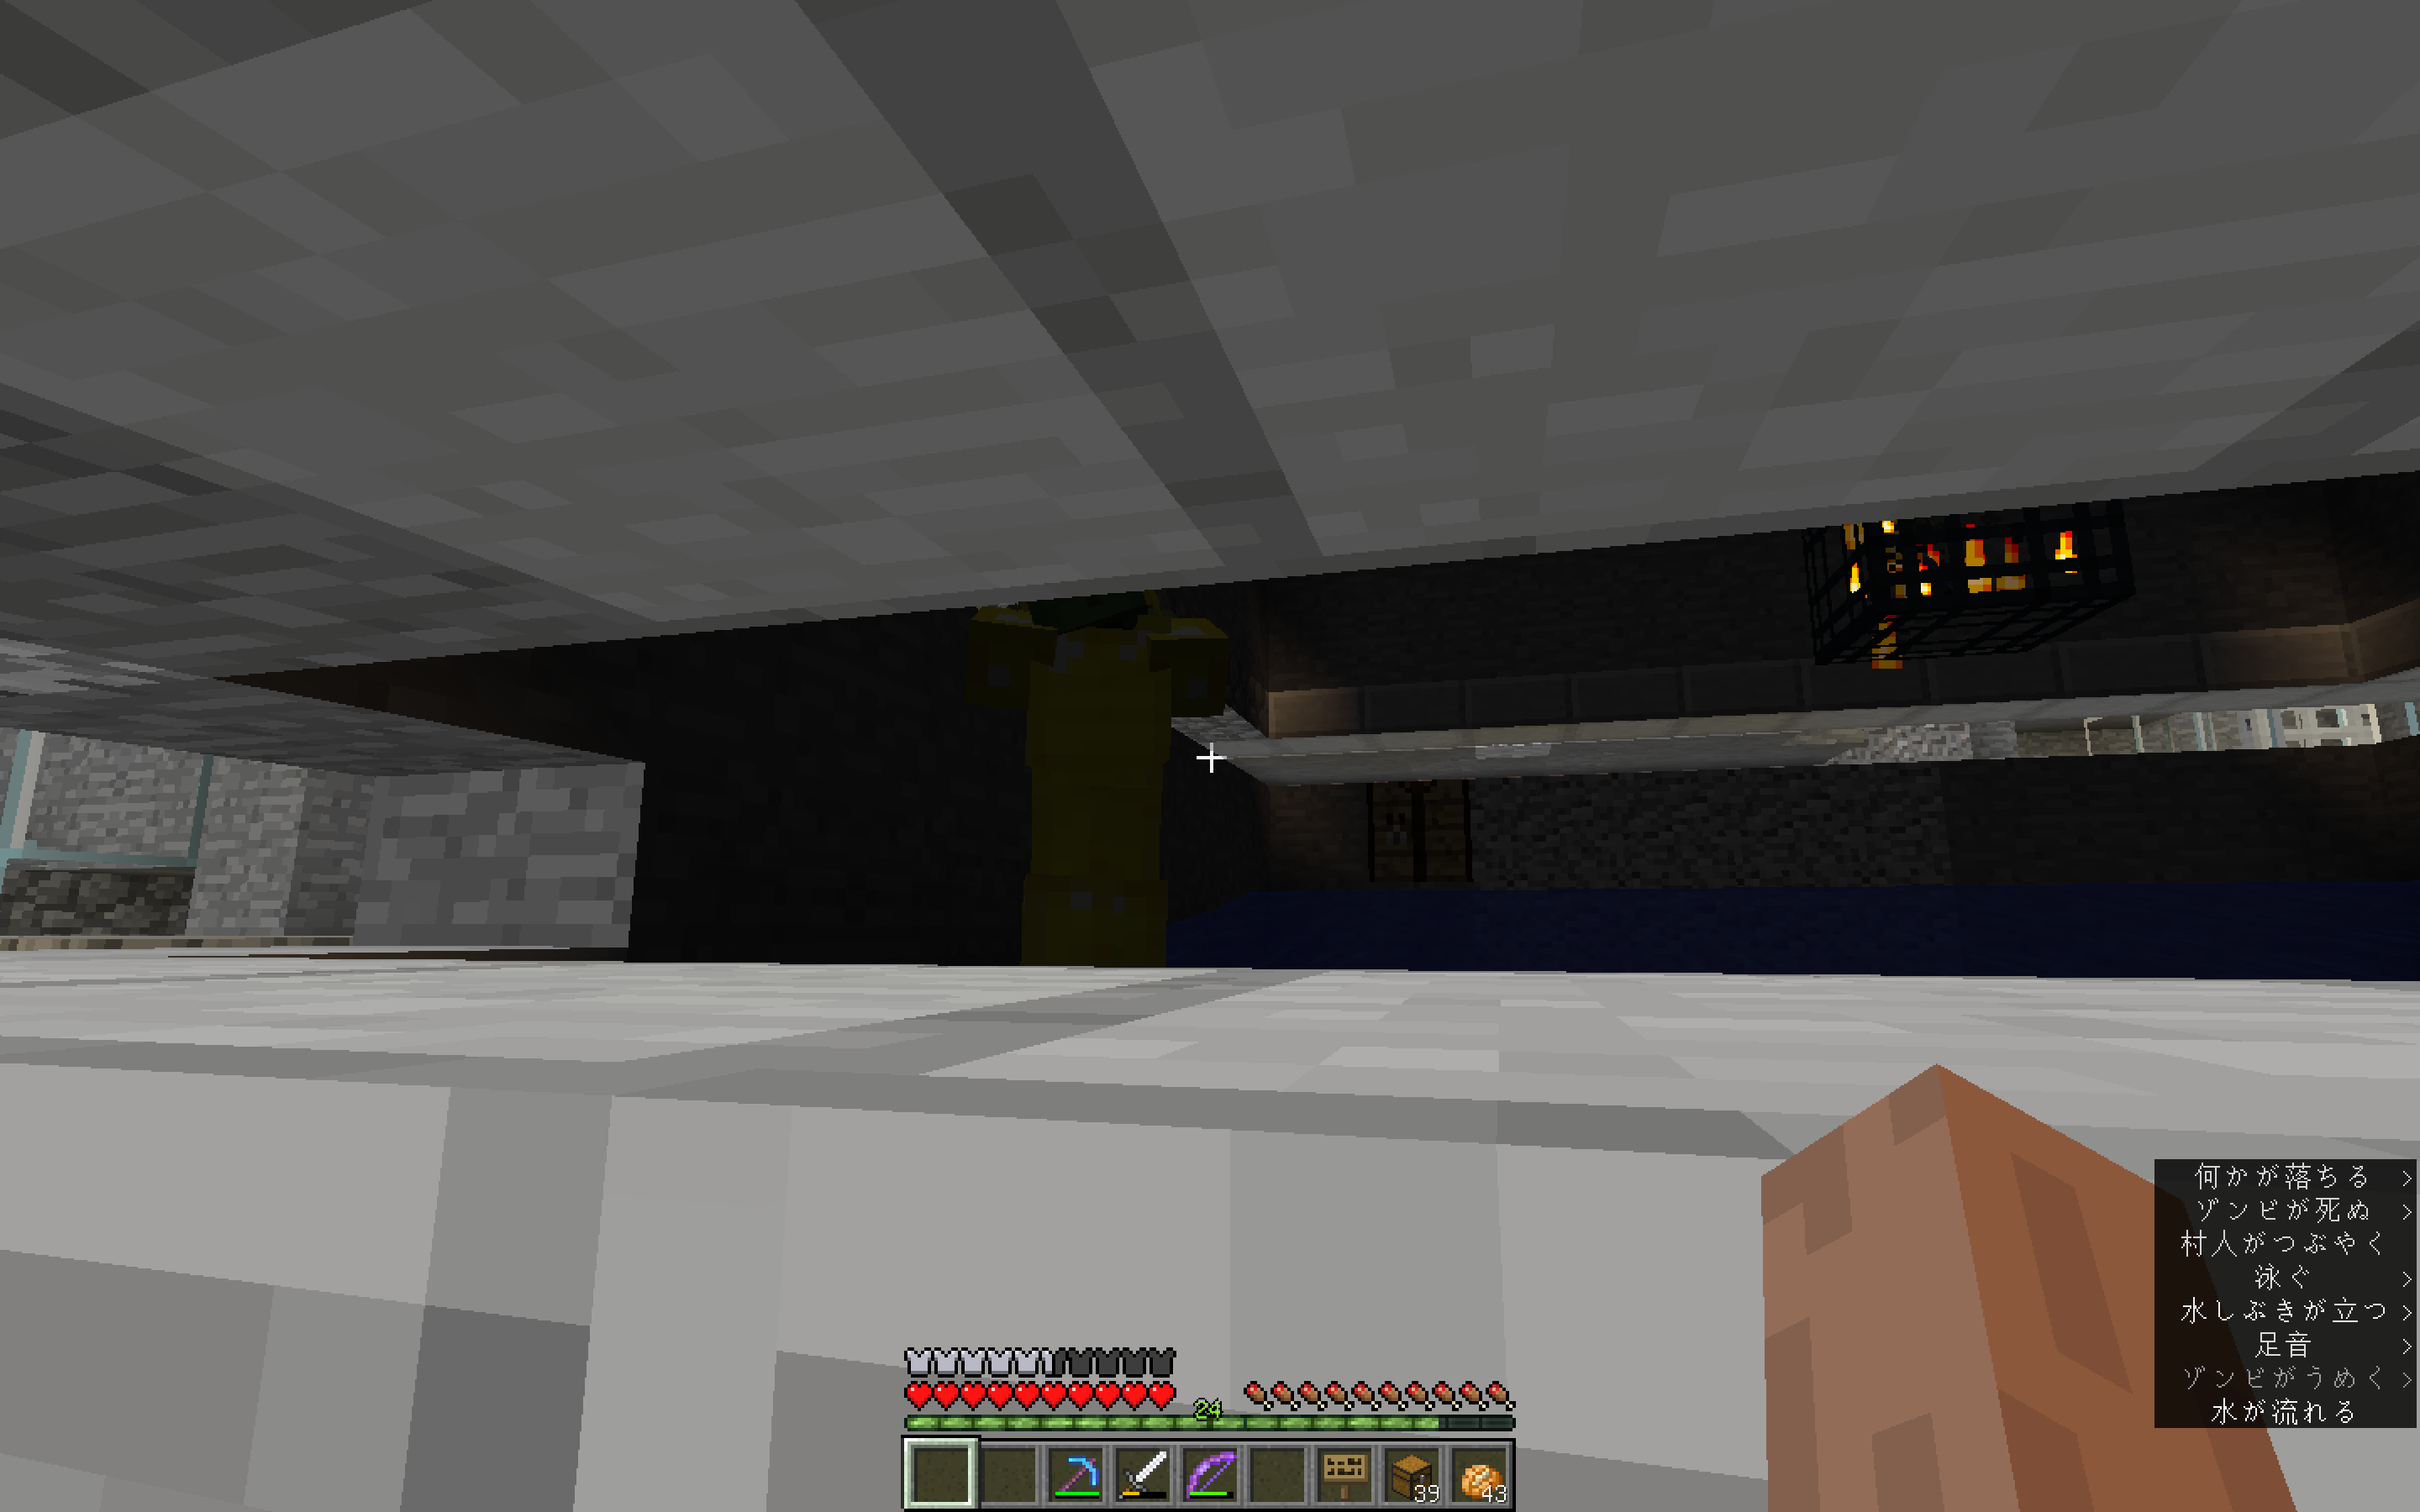 何かが落ちる >
ゾンビが死ぬ >
村人がつぶやく
泳ぐ >
水しぶきが立つ >
足音 >
ゾンビがうめく >
水が流れる
24
39
43